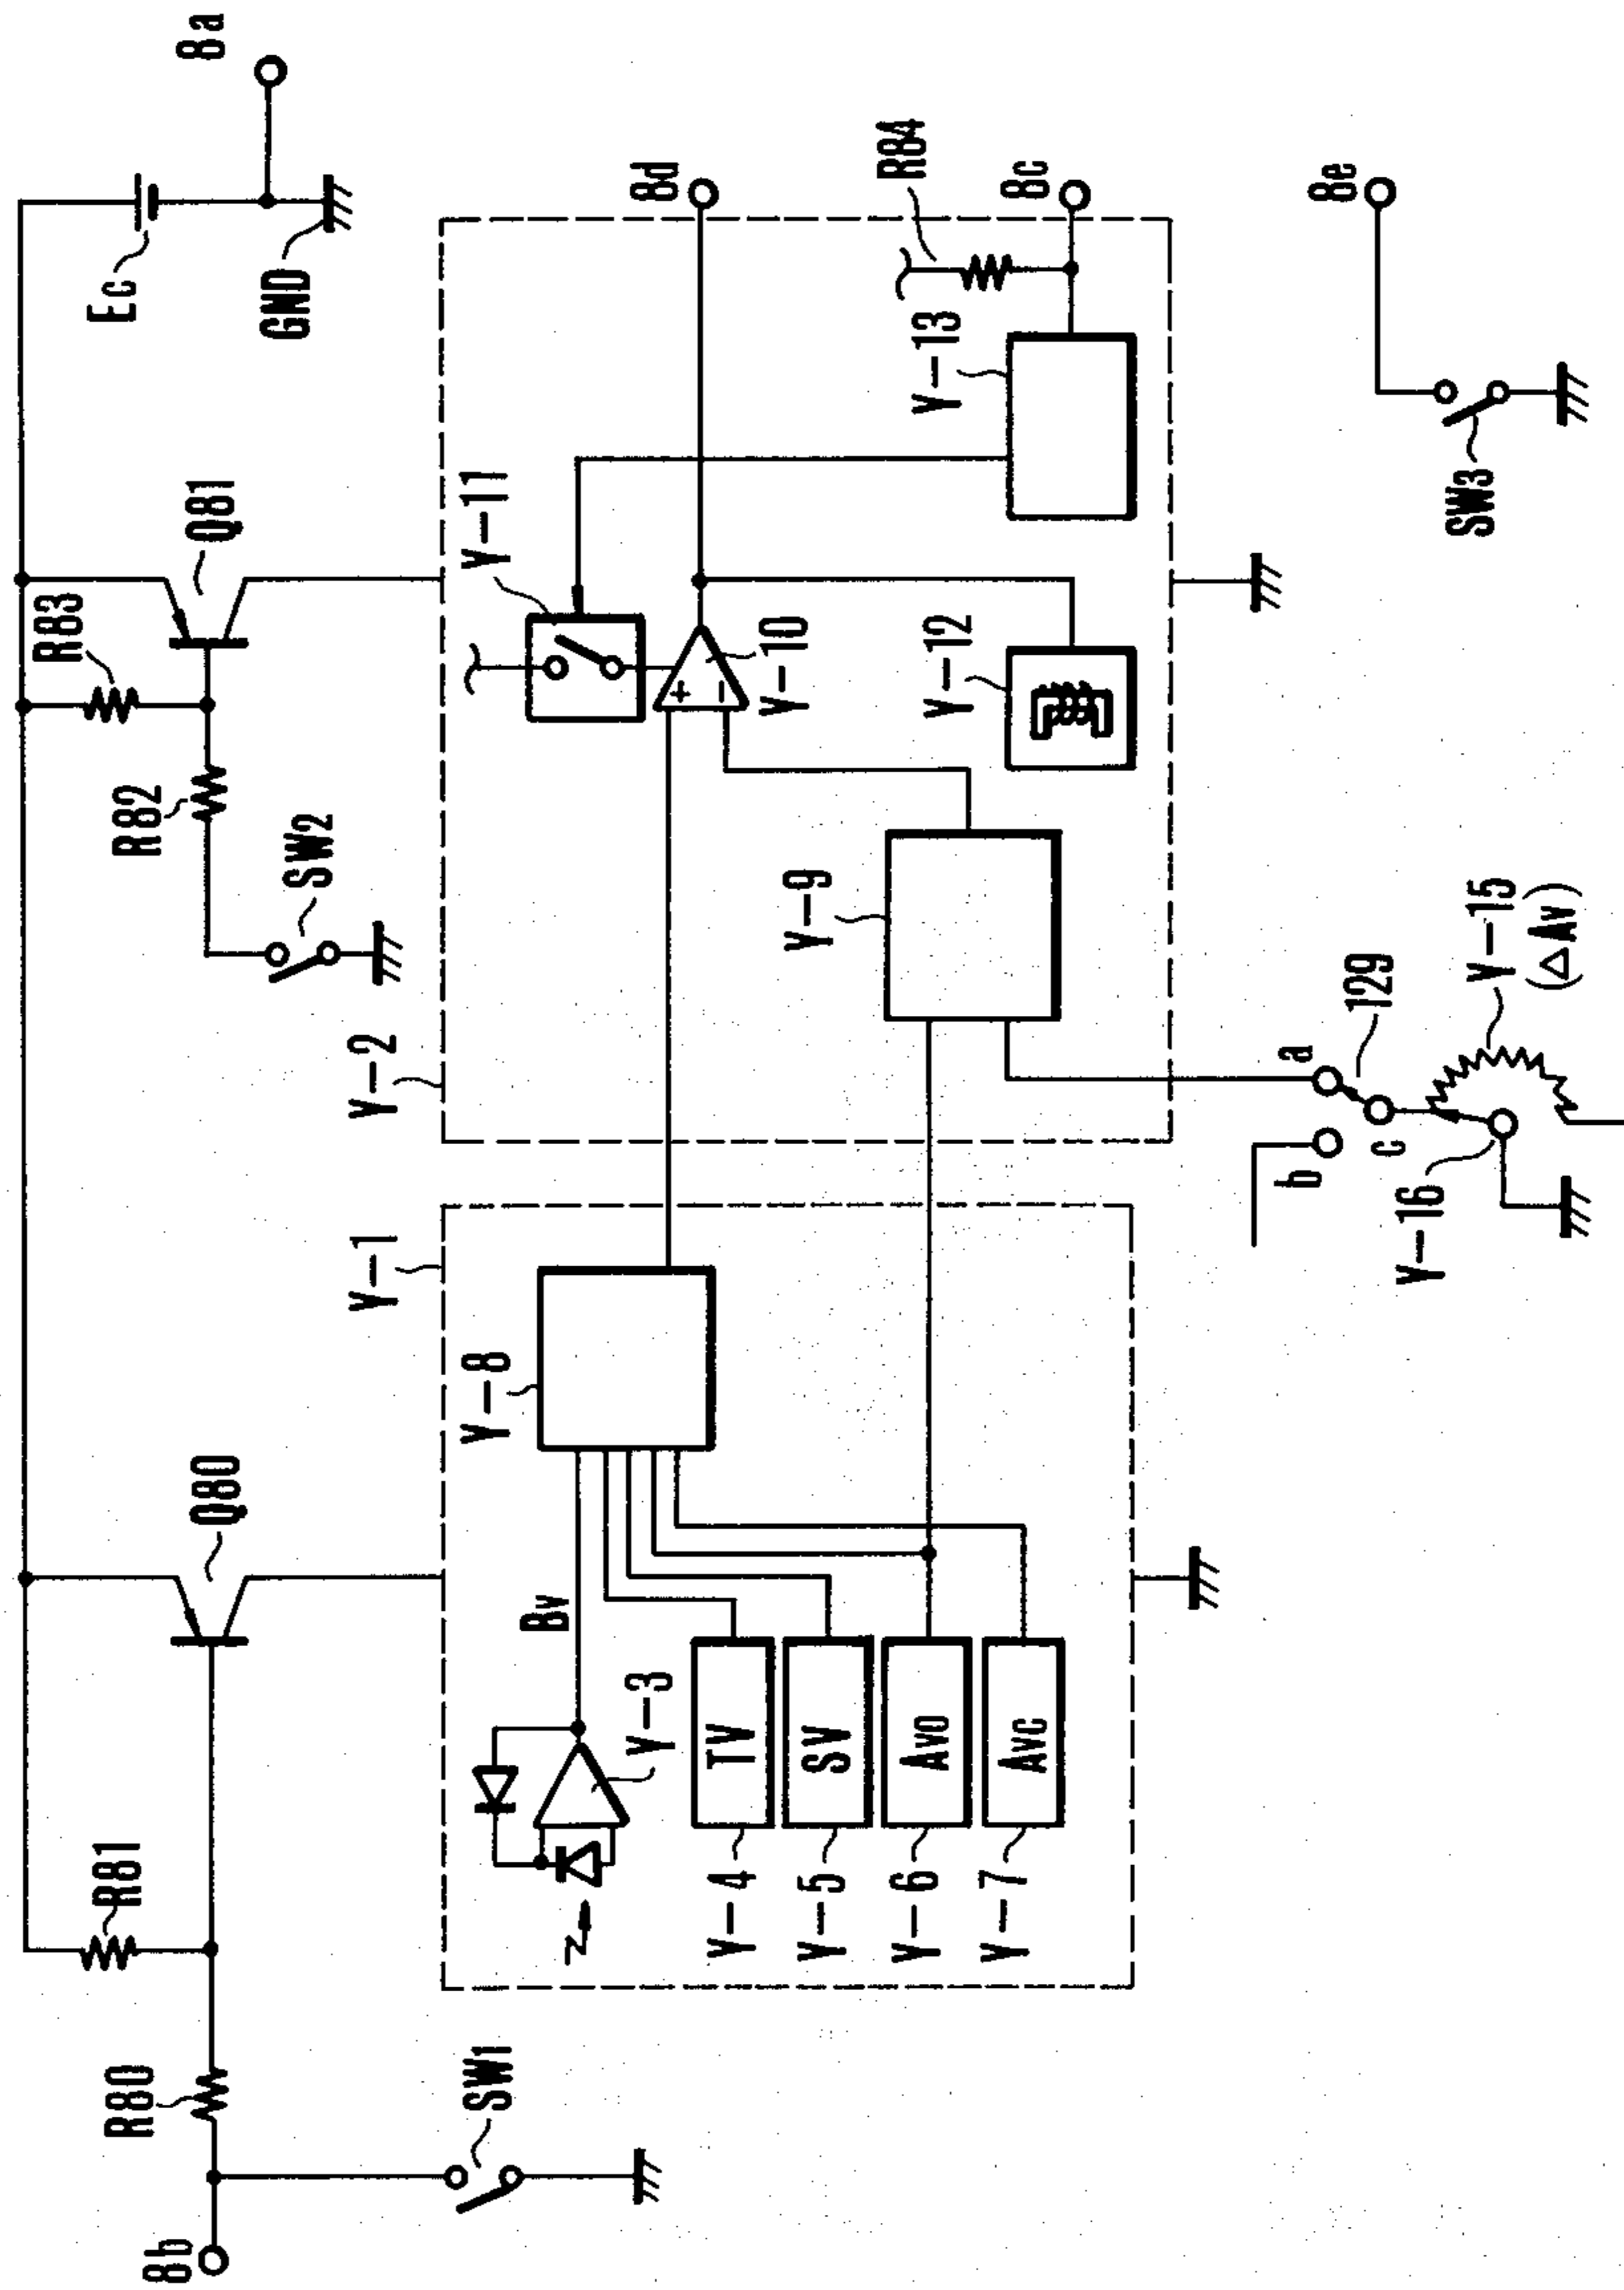 8a
EC
GND
R83
Q81
R82
SW2
8d
R84
8c
Y-11
Y-13
+
-
Y-10
Y-12
Y-9
Y-2
8e
SW3
a
129
b
c
Y-15
(ΔAV)
Y-16
Q80
R81
R80
8b
SW1
Y-1
Y-8
BV
Y-3
TV
SV
AVO
AVC
Y-4
Y-5
Y-6
Y-7